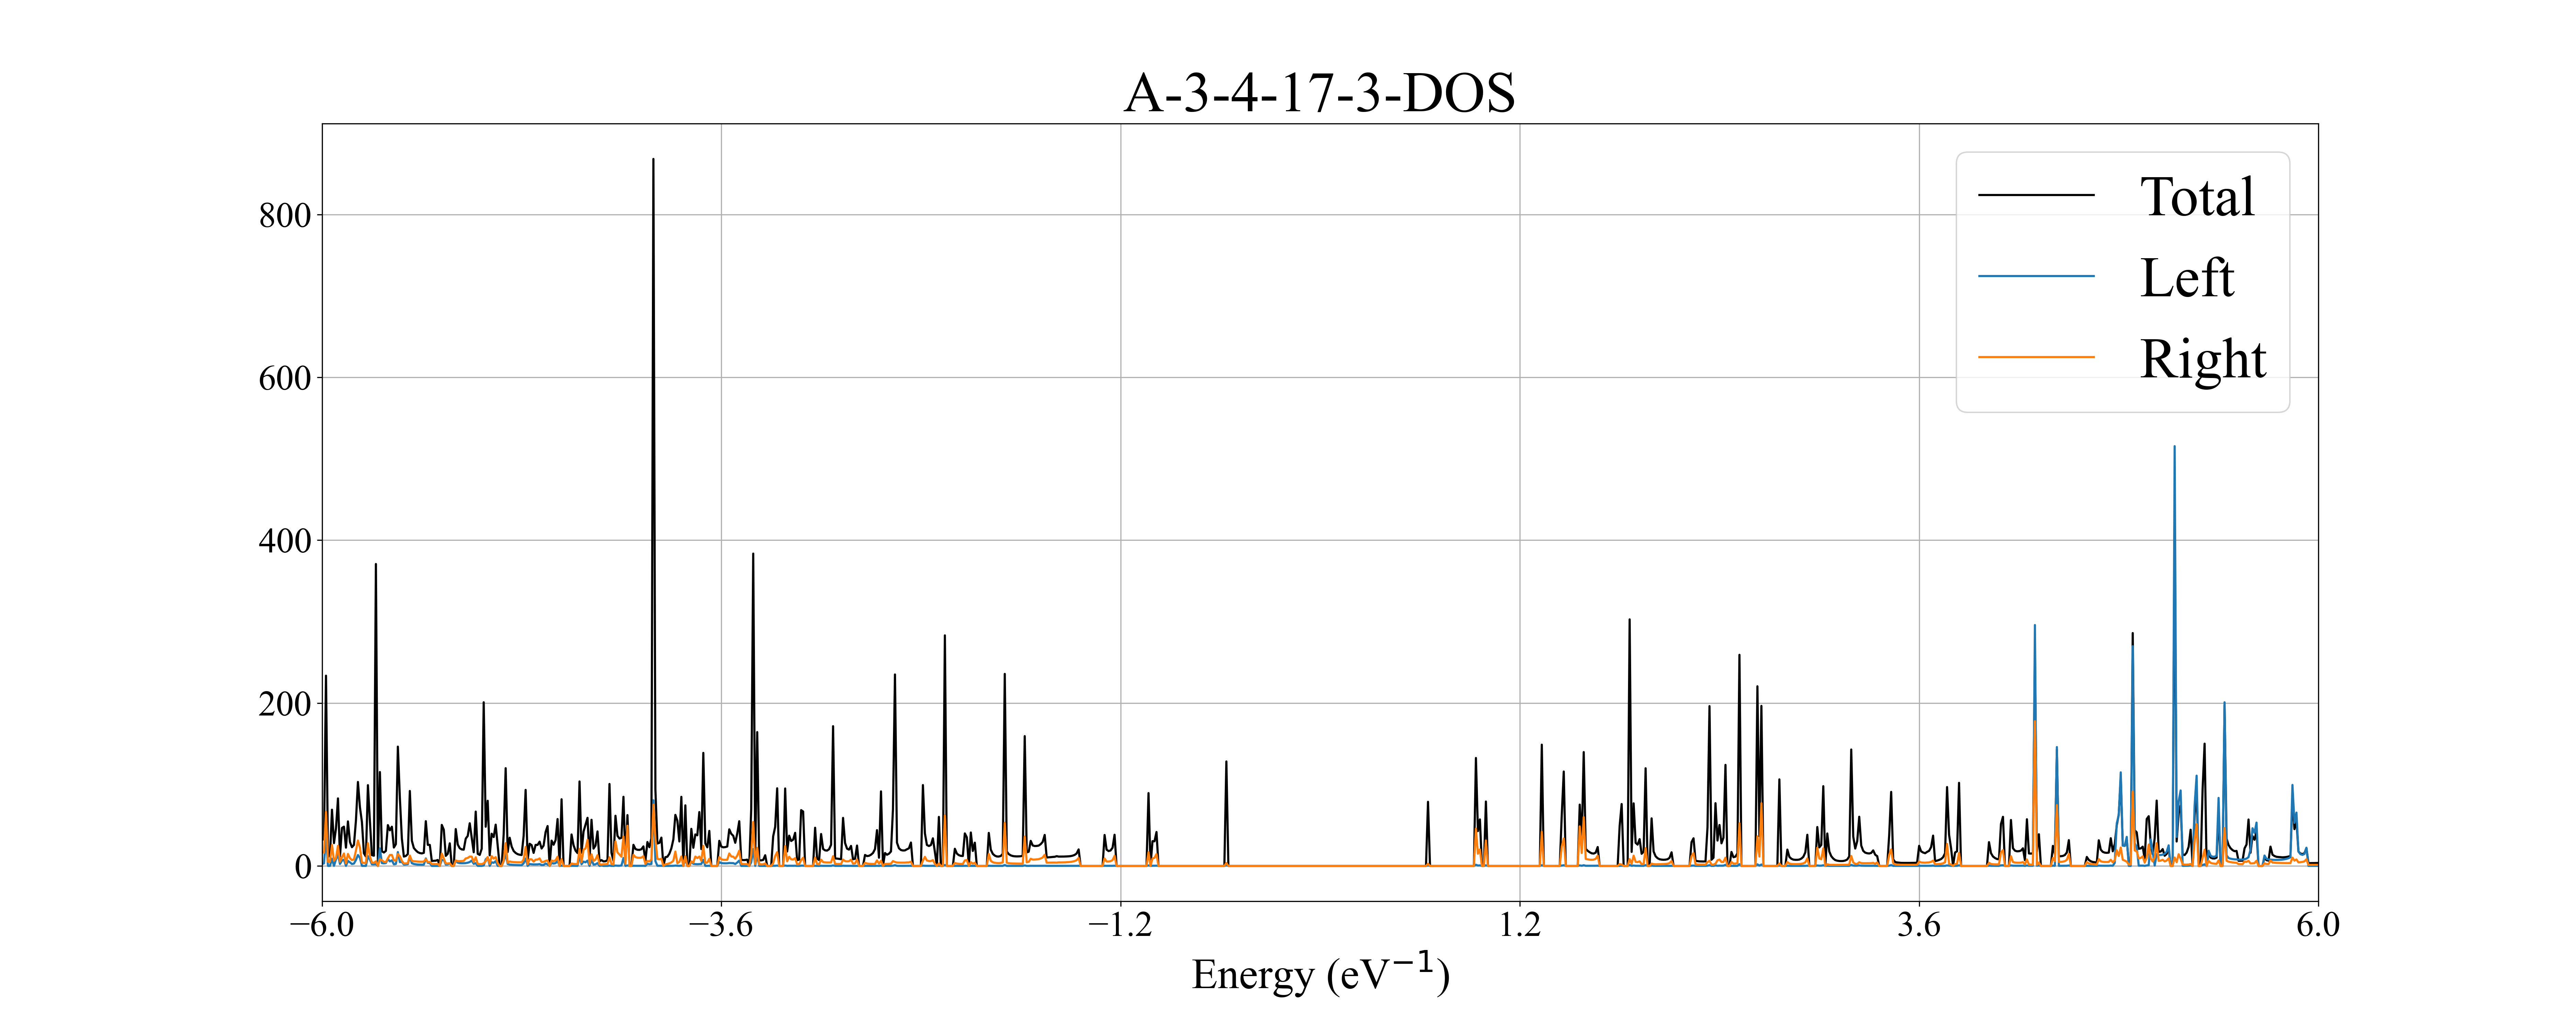 A-3-4-17-3-DOS
800
600
400
200
0
Total
Left
Right
−6.0 −3.6 −1.2 1.2 3.6 6.0
Energy (eV⁻¹)